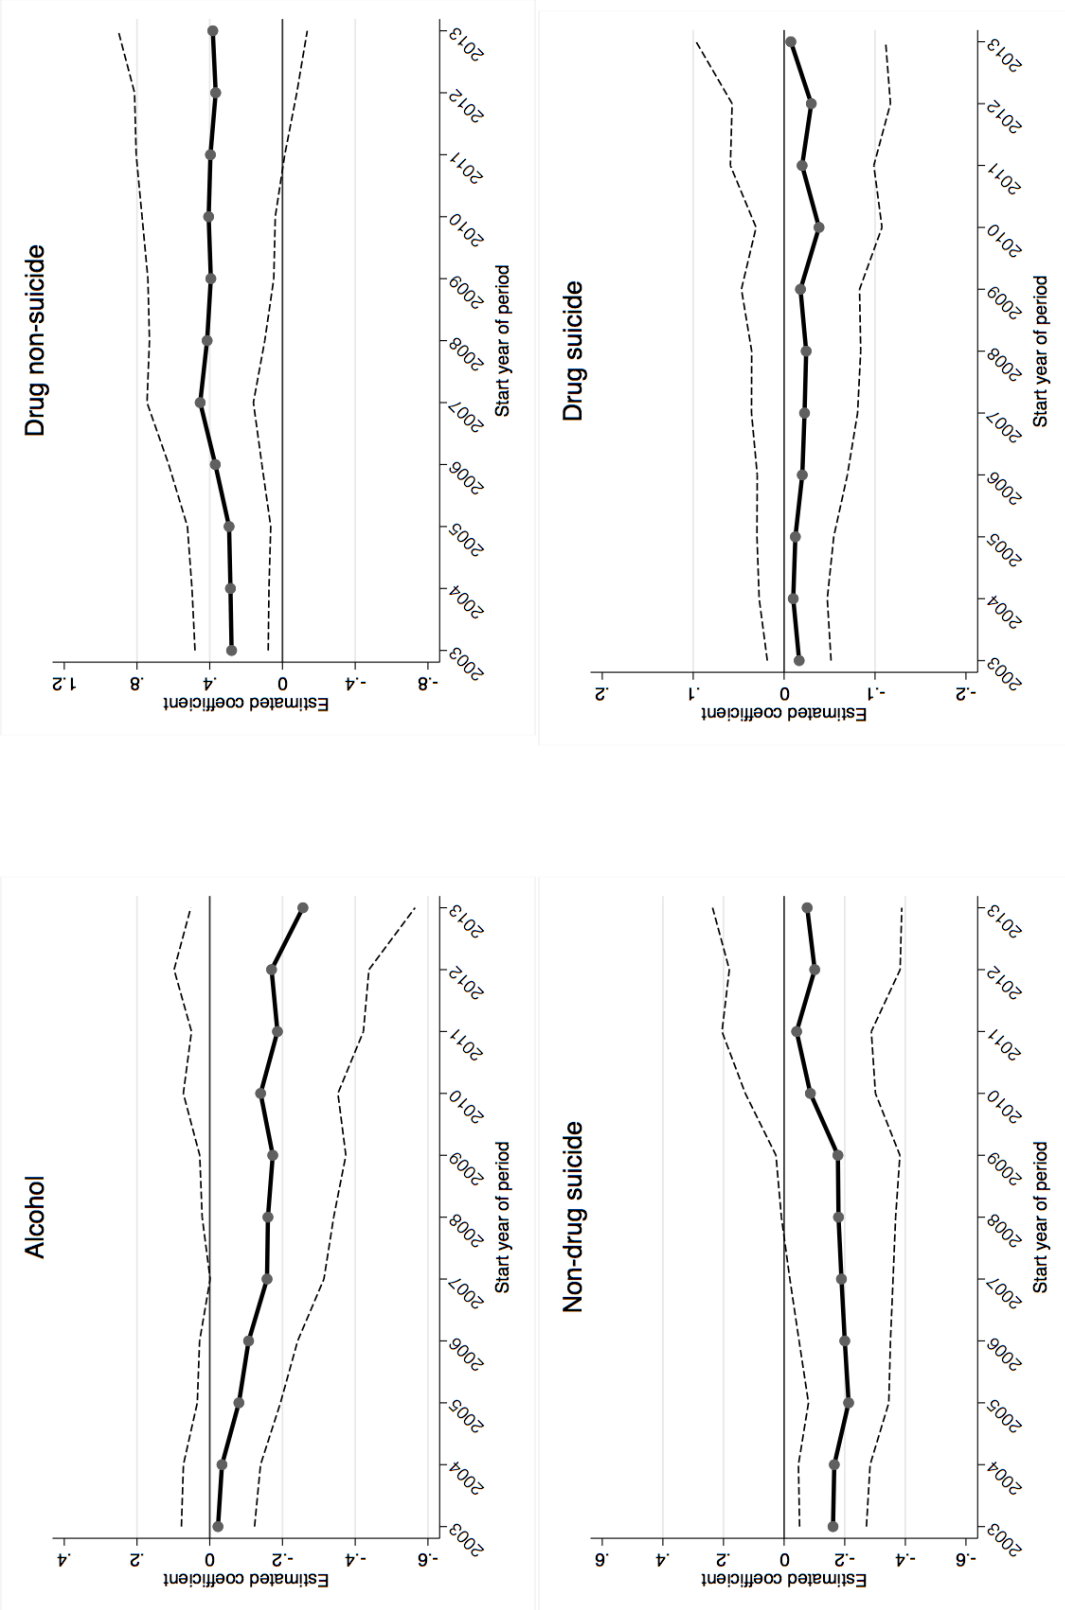 Alcohol
Estimated coefficient
.4
.2
0
-.2
-.4
-.6
2003 2004 2005 2006 2007 2008 2009 2010 2011 2012 2013
Start year of period
Drug non-suicide
Estimated coefficient
1.2
.8
.4
0
-.4
-.8
2003 2004 2005 2006 2007 2008 2009 2010 2011 2012 2013
Start year of period
Non-drug suicide
Estimated coefficient
.6
.4
.2
0
-.2
-.4
-.6
2003 2004 2005 2006 2007 2008 2009 2010 2011 2012 2013
Start year of period
Drug suicide
Estimated coefficient
.2
.1
0
-.1
-.2
2003 2004 2005 2006 2007 2008 2009 2010 2011 2012 2013
Start year of period